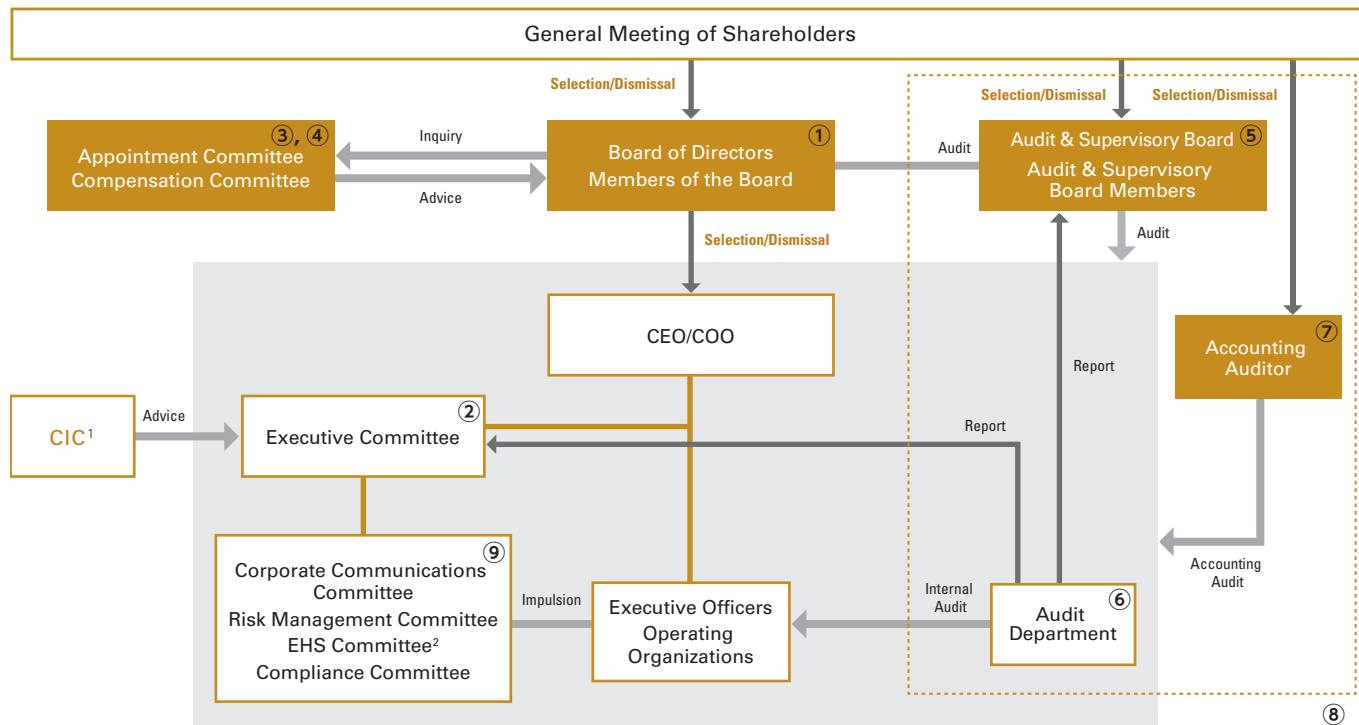 General Meeting of Shareholders
Selection/Dismissal
Selection/Dismissal
Selection/Dismissal
③, ④
Appointment Committee
Compensation Committee
Inquiry
Advice
①
Board of Directors
Members of the Board
Audit
⑤
Audit & Supervisory Board
Audit & Supervisory
Board Members
Selection/Dismissal
Audit
CEO/COO
⑦
Accounting
Auditor
Report
CIC¹
Advice
②
Executive Committee
Report
⑨
Corporate Communications
Committee
Risk Management Committee
EHS Committee²
Compliance Committee
Impulsion
Executive Officers
Operating
Organizations
Internal
Audit
⑥
Audit
Department
Accounting
Audit
⑧